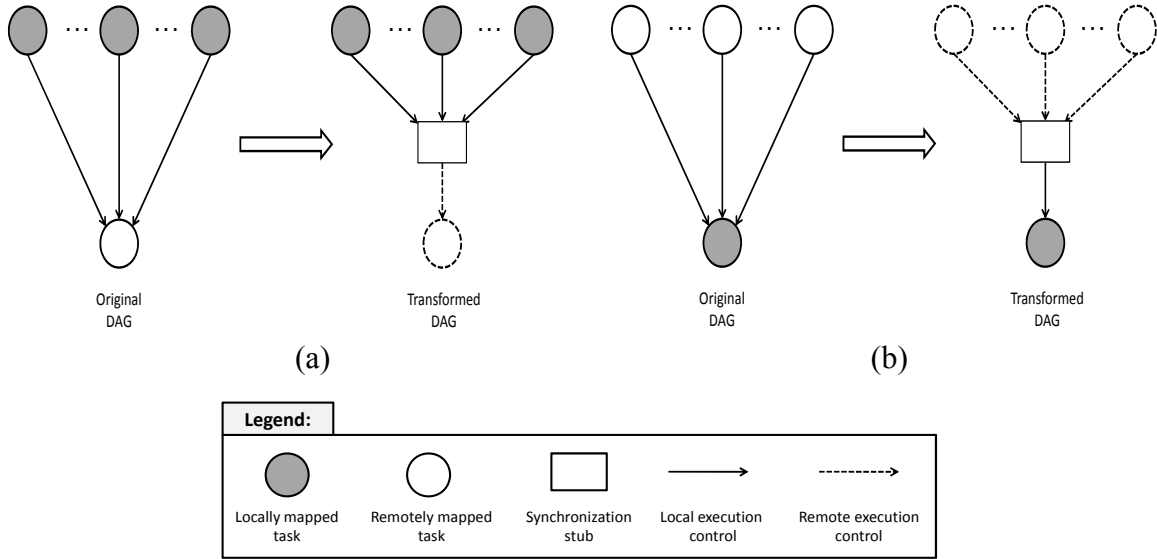 ... ...
... ...
... ...
... ...
Original
DAG
Transformed
DAG
Original
DAG
Transformed
DAG
(a)
(b)
Legend:
Locally mapped
task
Remotely mapped
task
Synchronization
stub
Local execution
control
Remote execution
control